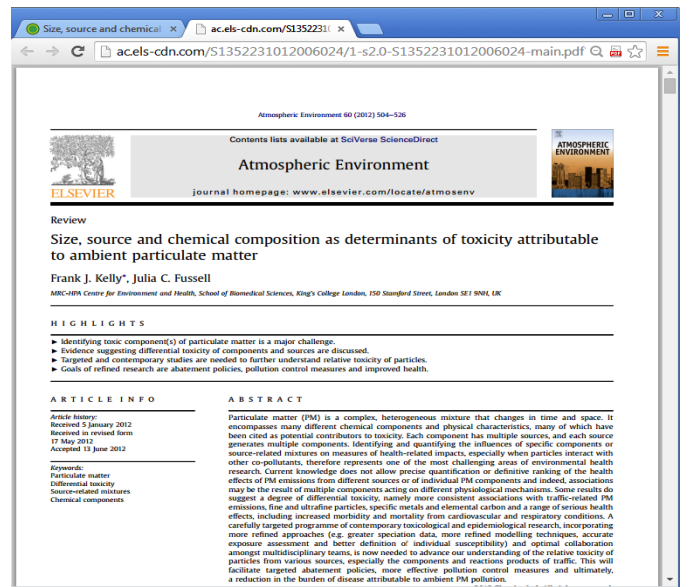 Size, source and chemical
ac.els-cdn.com/S1352231
ac.els-cdn.com/S1352231012006024/1-s2.0-S1352231012006024-main.pdf
Atmospheric Environment 60 (2012) 504–526
Contents lists available at SciVerse ScienceDirect
Atmospheric Environment
journal homepage: www.elsevier.com/locate/atmosenv
ELSEVIER
ATMOSPHERIC
ENVIRONMENT
Review
Size, source and chemical composition as determinants of toxicity attributable
to ambient particulate matter
Frank J. Kelly*, Julia C. Fussell
MRC-HPA Centre for Environment and Health, School of Biomedical Sciences, King's College London, 150 Stamford Street, London SE1 9NH, UK
HIGHLIGHTS
► Identifying toxic component(s) of particulate matter is a major challenge.
► Evidence suggesting differential toxicity of components and sources are discussed.
► Targeted and contemporary studies are needed to further understand relative toxicity of particles.
► Goals of refined research are abatement policies, pollution control measures and improved health.
ARTICLE INFO
Article history:
Received 5 January 2012
Received in revised form
17 May 2012
Accepted 13 June 2012
Keywords:
Particulate matter
Differential toxicity
Source-related mixtures
Chemical components
ABSTRACT
Particulate matter (PM) is a complex, heterogeneous mixture that changes in time and space. It
encompasses many different chemical components and physical characteristics, many of which have
been cited as potential contributors to toxicity. Each component has multiple sources, and each source
generates multiple components. Identifying and quantifying the influences of specific components or
source-related mixtures on measures of health-related impacts, especially when particles interact with
other co-pollutants, therefore represents one of the most challenging areas of environmental health
research. Current knowledge does not allow precise quantification or definitive ranking of the health
effects of PM emissions from different sources or of individual PM components and indeed, associations
may be the result of multiple components acting on different physiological mechanisms. Some results do
suggest a degree of differential toxicity, namely more consistent associations with traffic-related PM
emissions, fine and ultrafine particles, specific metals and elemental carbon and a range of serious health
effects, including increased morbidity and mortality from cardiovascular and respiratory conditions. A
carefully targeted programme of contemporary toxicological and epidemiological research, incorporating
more refined approaches (e.g. greater speciation data, more refined modelling techniques, accurate
exposure assessment and better definition of individual susceptibility) and optimal collaboration
amongst multidisciplinary teams, is now needed to advance our understanding of the relative toxicity of
particles from various sources, especially the components and reactions products of traffic. This will
facilitate targeted abatement policies, more effective pollution control measures and ultimately,
a reduction in the burden of disease attributable to ambient PM pollution.